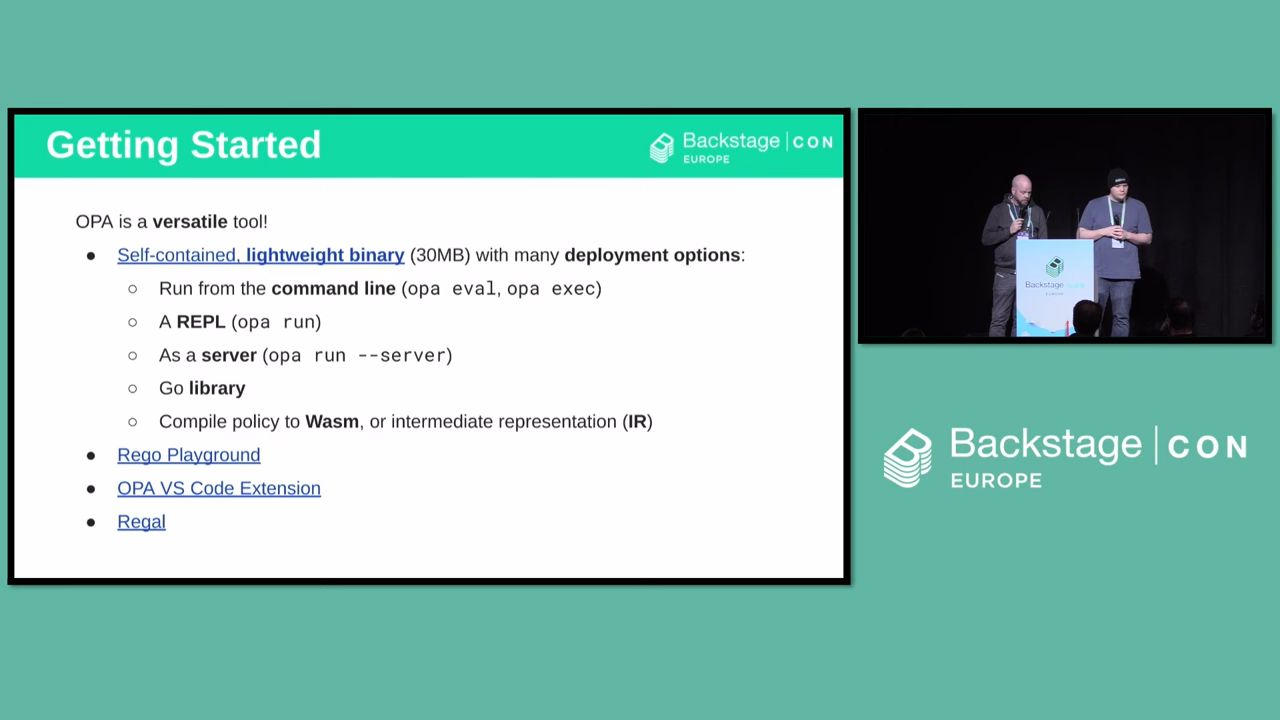 Getting Started
Backstage | CON
EUROPE
OPA is a versatile tool!
● Self-contained, lightweight binary (30MB) with many deployment options:
○ Run from the command line (opa eval, opa exec)
○ A REPL (opa run)
○ As a server (opa run --server)
○ Go library
○ Compile policy to Wasm, or intermediate representation (IR)
● Rego Playground
● OPA VS Code Extension
● Regal
Backstage
Backstage | CON
EUROPE